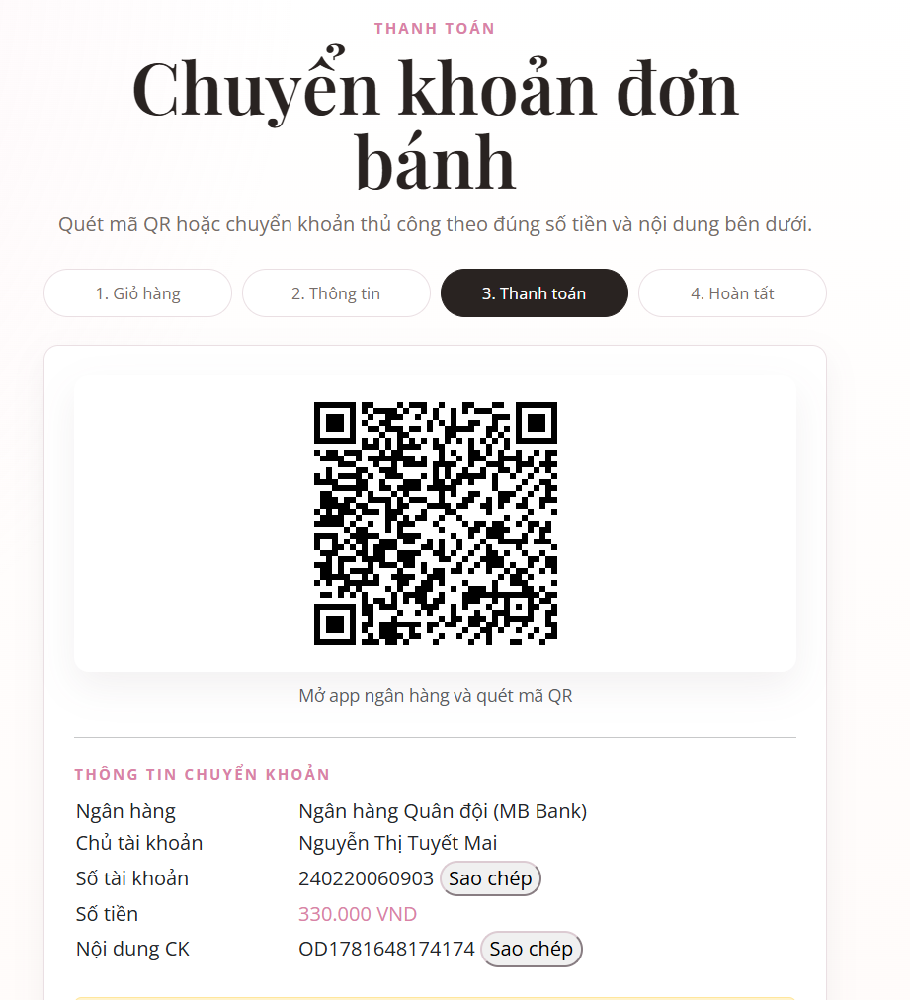 THANH TOÁN
Chuyển khoản đơn
bánh
Quét mã QR hoặc chuyển khoản thủ công theo đúng số tiền và nội dung bên dưới.
1. Giỏ hàng
2. Thông tin
3. Thanh toán
4. Hoàn tất
Mở app ngân hàng và quét mã QR
THÔNG TIN CHUYỂN KHOẢN
Ngân hàng Ngân hàng Quân đội (MB Bank)
Chủ tài khoản Nguyễn Thị Tuyết Mai
Số tài khoản 240220060903 Sao chép
Số tiền 330.000 VND
Nội dung CK OD1781648174174 Sao chép